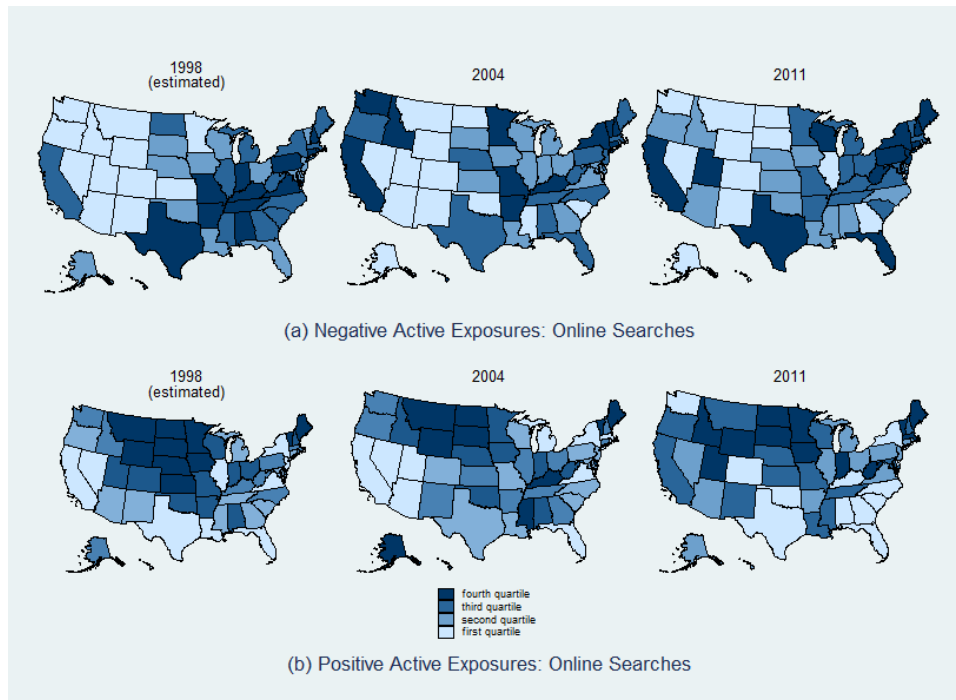 1998
(estimated)
2004
2011
(a) Negative Active Exposures: Online Searches
1998
(estimated)
2004
2011
fourth quartile
third quartile
second quartile
first quartile
(b) Positive Active Exposures: Online Searches